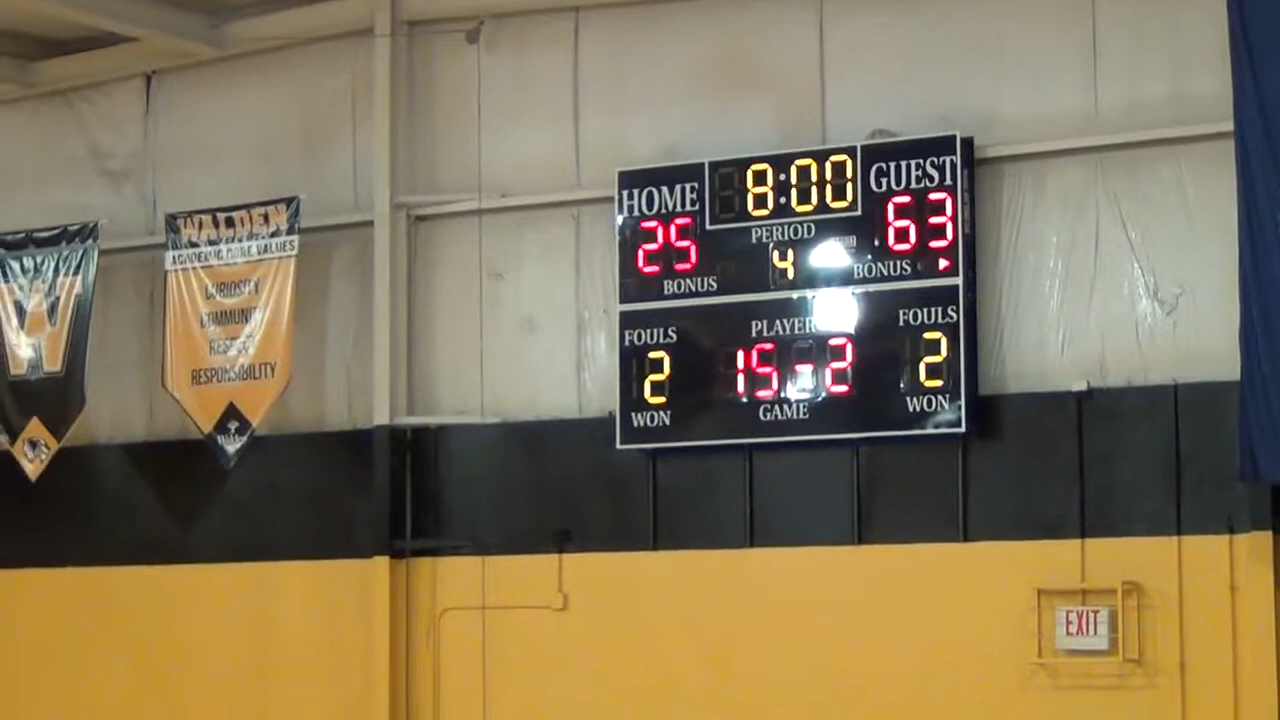 W
WALDEN
ACADEMIC CORE VALUES
CURIOSITY
COMMUNITY
RESPECT
RESPONSIBILITY
HOME 8:00 GUEST
25 PERIOD 63
BONUS 4 BONUS
FOULS PLAYER FOULS
2 15-2 2
WON GAME WON
EXIT